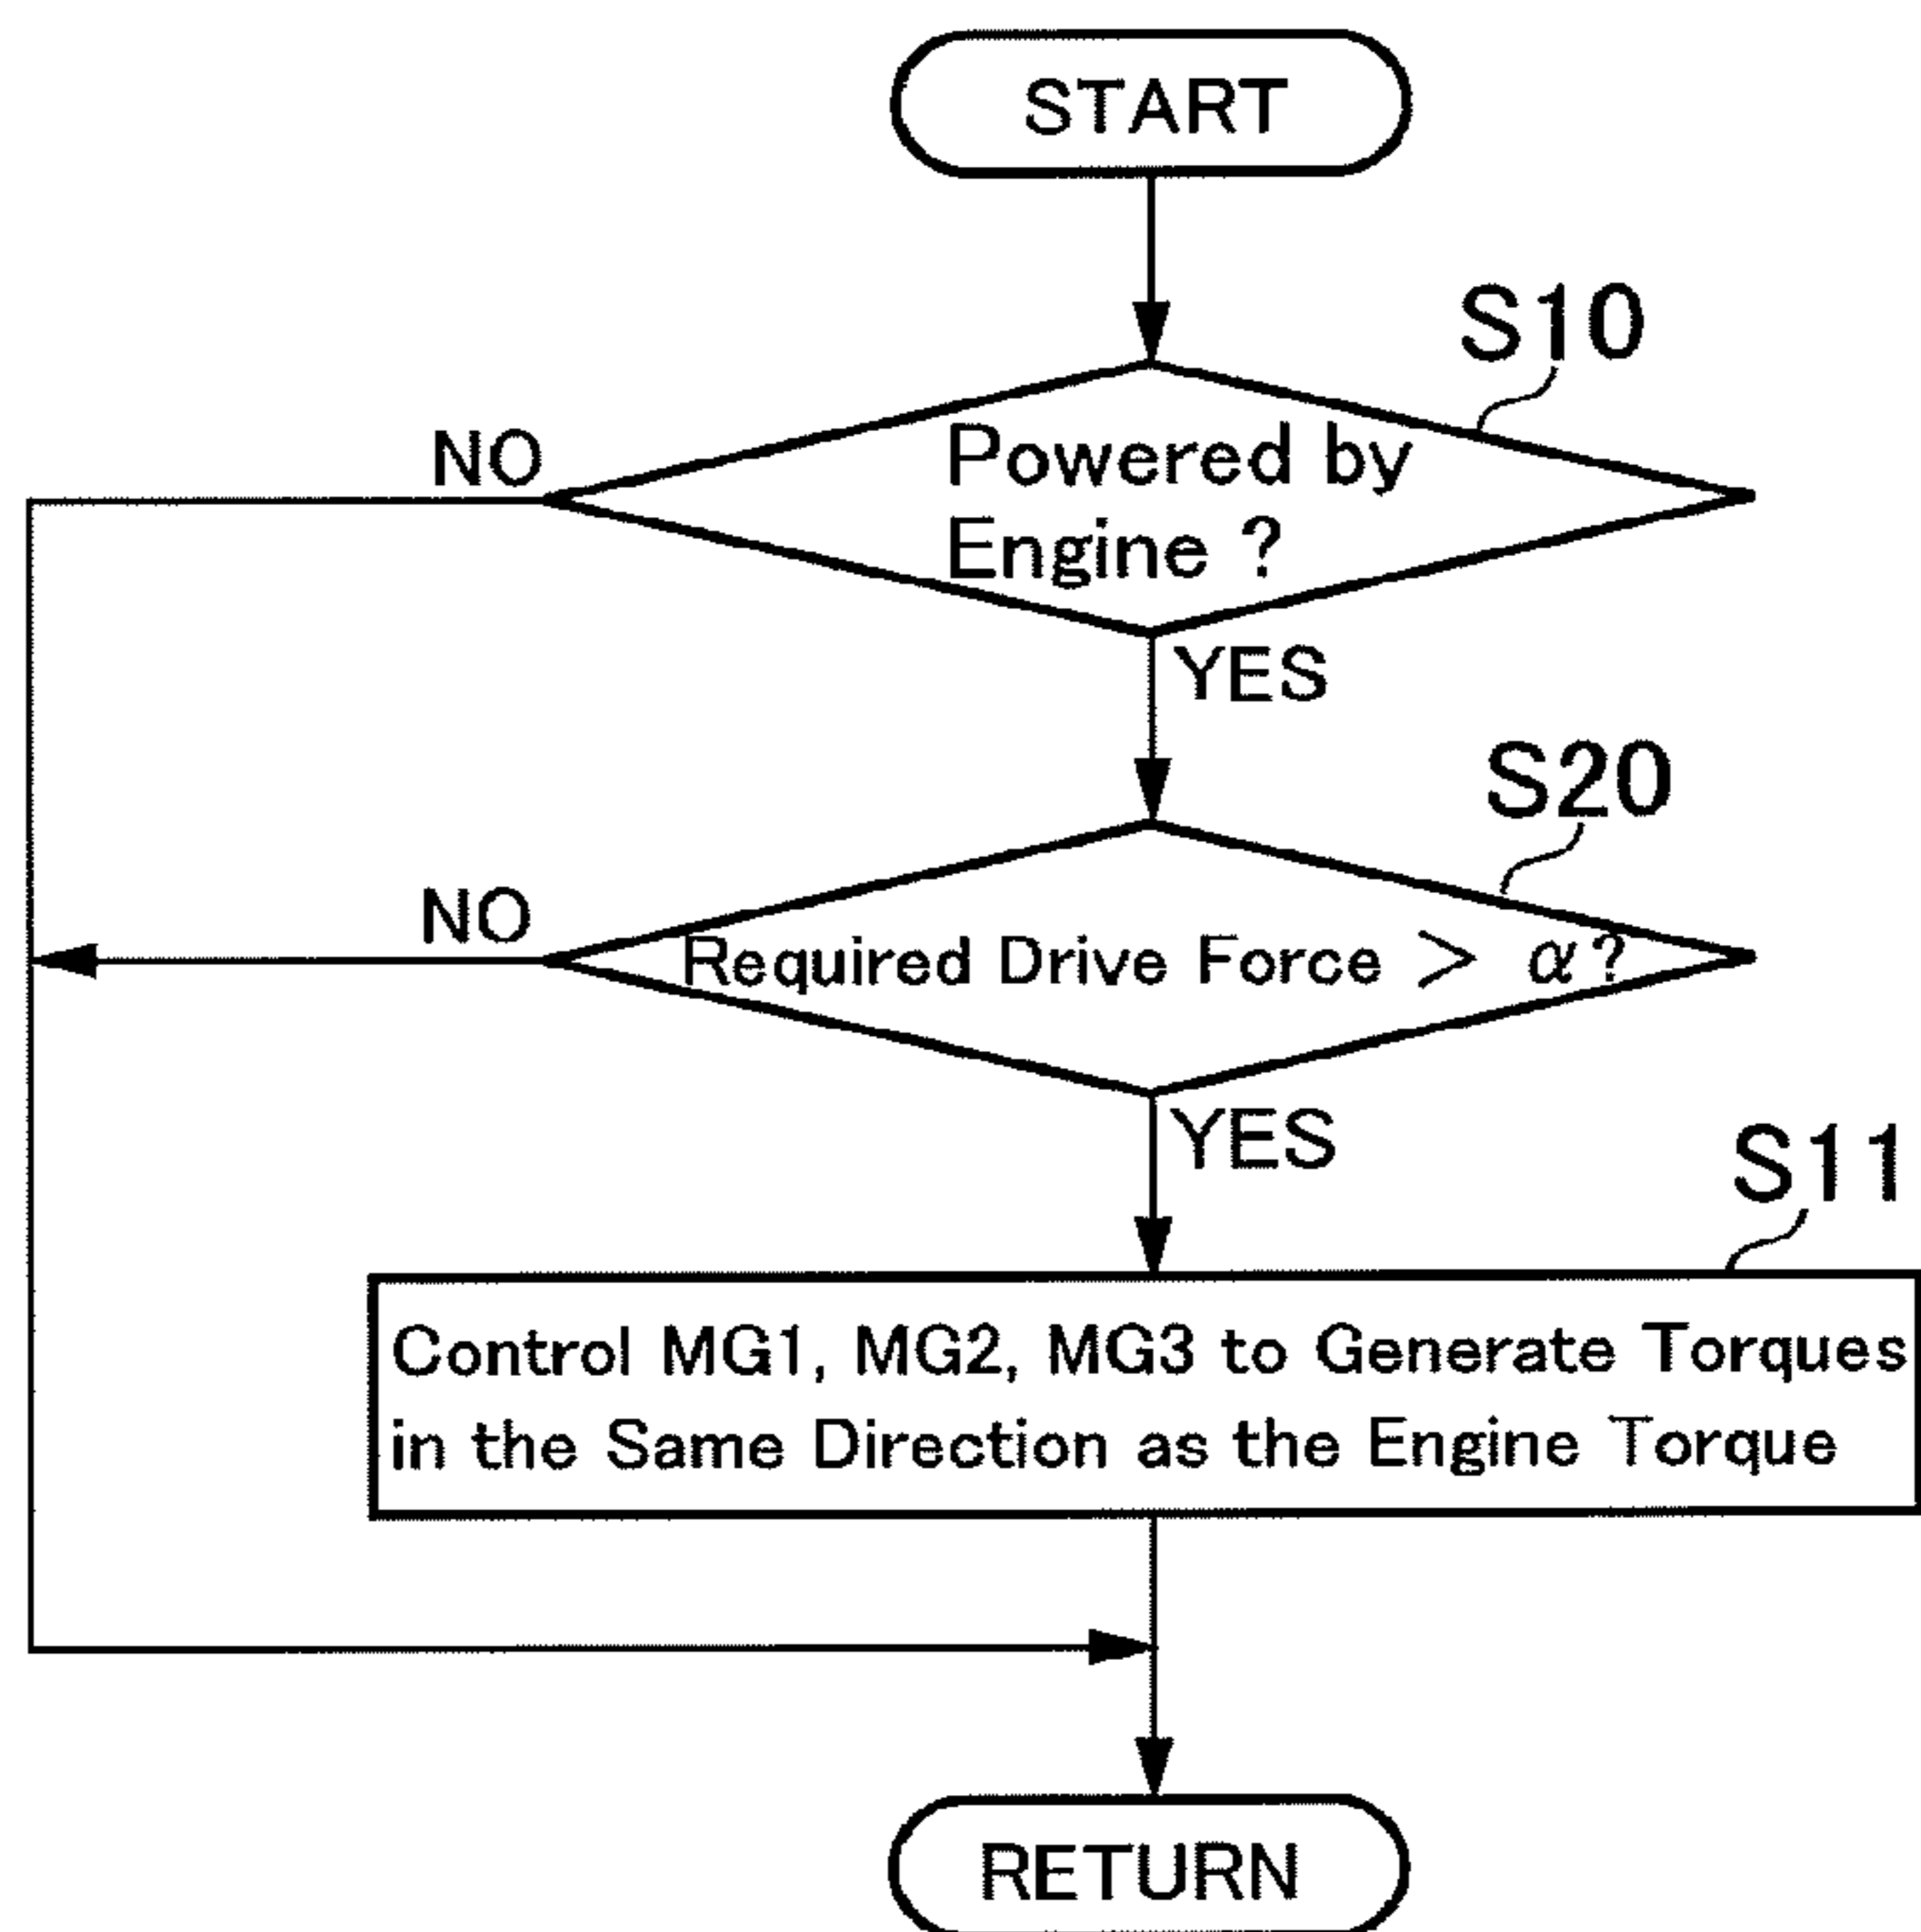 START
S10
NO
Powered by
Engine ?
YES
S20
NO
Required Drive Force > α?
YES
S11
Control MG1, MG2, MG3 to Generate Torques
in the Same Direction as the Engine Torque
RETURN